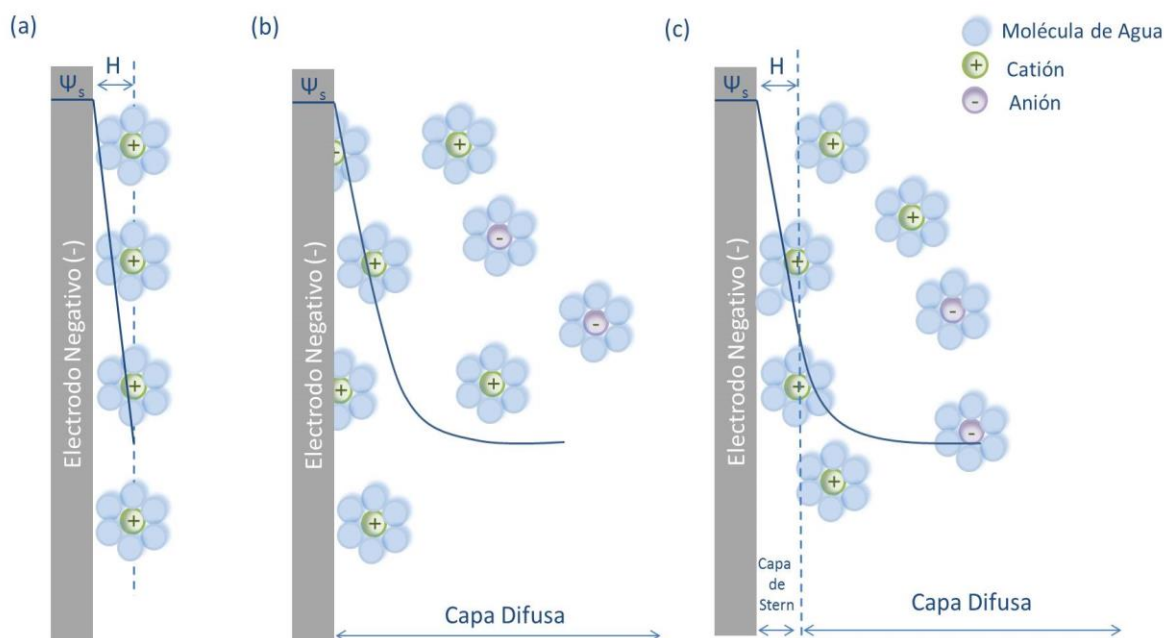 (a)
H
Ψs
Electrodo Negativo (-)
+
+
+
+
(b)
Ψs
Electrodo Negativo (-)
+
+
-
+
-
+
+
+
Capa Difusa
(c)
H
Ψs
Electrodo Negativo (-)
+
+
+
-
+
-
+
Capa
de
Stern
Capa Difusa
Molécula de Agua
+ Catión
- Anión